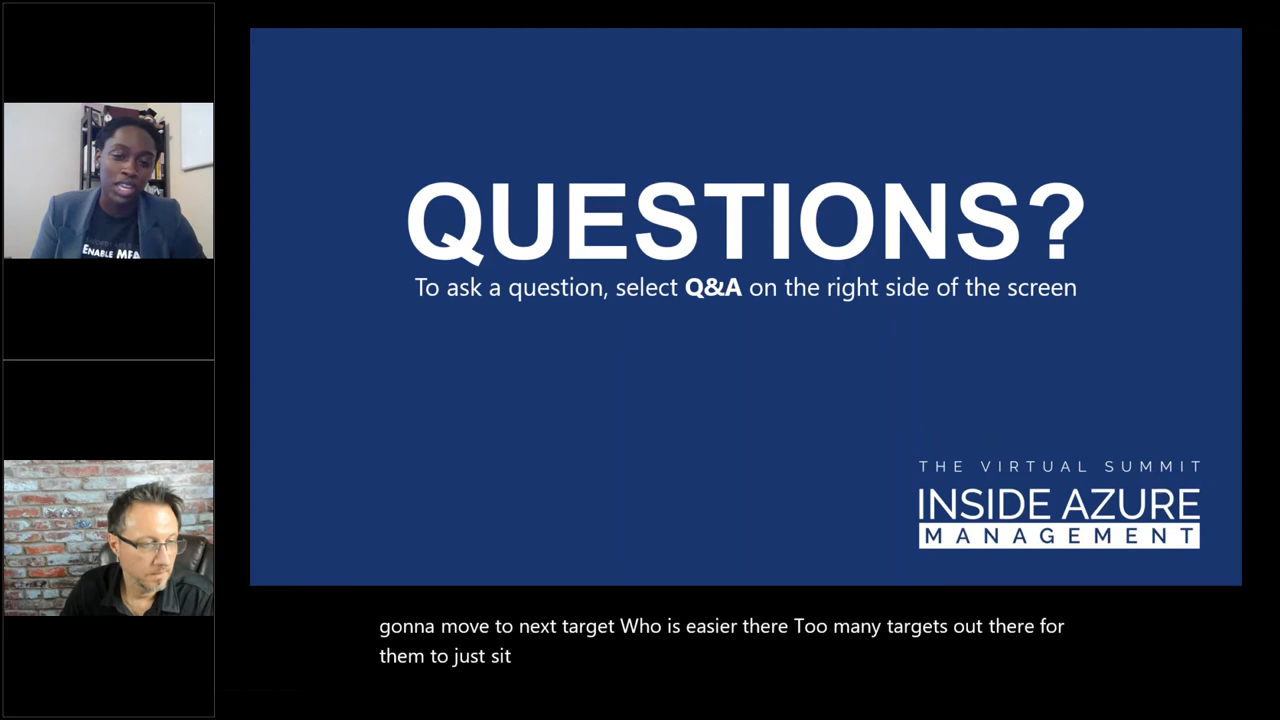 ENABLE MFA
QUESTIONS?
To ask a question, select Q&A on the right side of the screen
THE VIRTUAL SUMMIT
INSIDE AZURE
MANAGEMENT
gonna move to next target Who is easier there Too many targets out there for
them to just sit